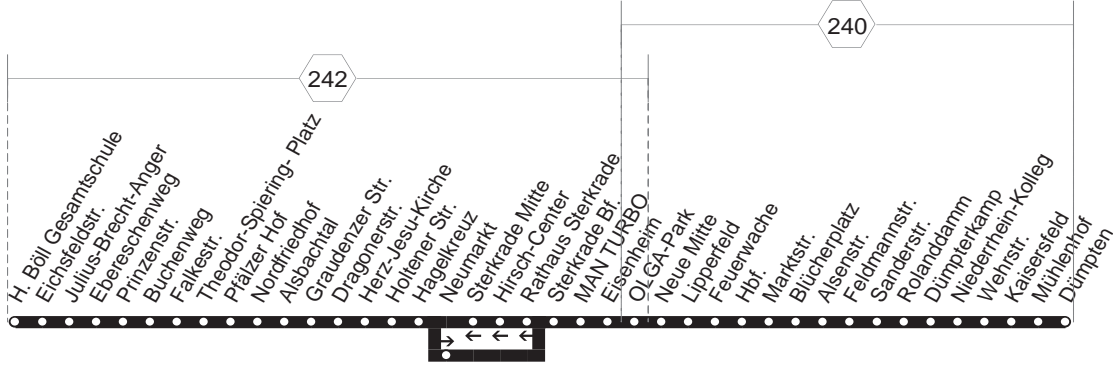 240
242
H. Böll Gesamtschule
Eichsfeldstr.
Julius-Brecht-Anger
Ebereschenweg
Prinzenstr.
Buchenweg
Falkestr.
Theodor-Spiering- Platz
Pfälzer Hof
Nordfriedhof
Alsbachtal
Graudenzer Str.
Dragonerstr.
Herz-Jesu-Kirche
Holtener Str.
Hagelkreuz
Neumarkt
Sterkrade Mitte
Hirsch-Center
Rathaus Sterkrade
Sterkrade Bf.
MAN TURBO
Eisenheim
OLGA-Park
Neue Mitte
Lipperfeld
Feuerwache
Hbf.
Marktstr.
Blücherplatz
Alsenstr.
Feldmannstr.
Sanderstr.
Rolanddamm
Dümpterkamp
Niederrhein-Kolleg
Wehrstr.
Kaisersfeld
Mühlenhof
Dümpten